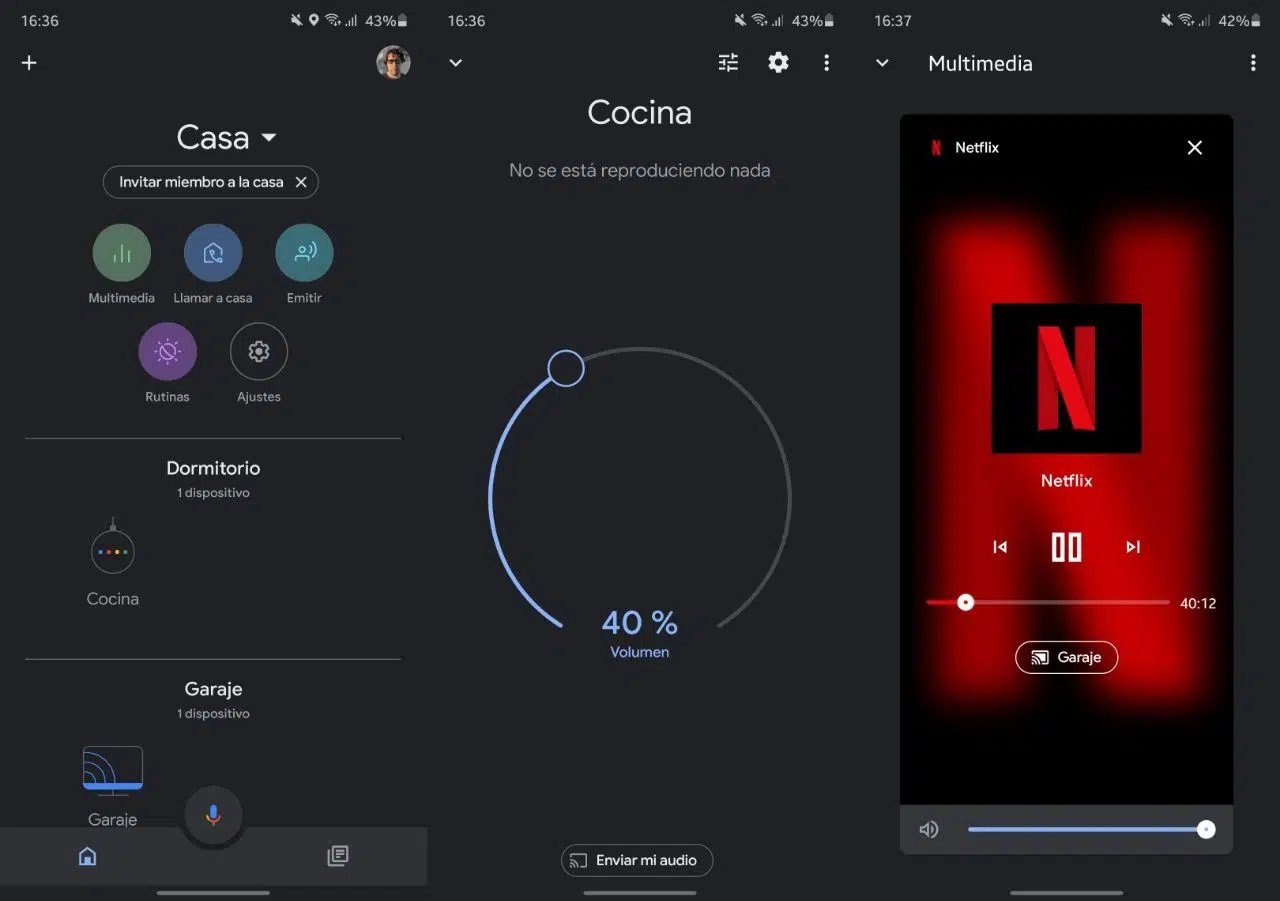 16:36
43%
Casa
Invitar miembro a la casa
Multimedia
Llamar a casa
Emitir
Rutinas
Ajustes
Dormitorio
1 dispositivo
Cocina
Garaje
1 dispositivo
Garaje
16:36
43%
Cocina
No se está reproduciendo nada
40 %
Volumen
Enviar mi audio
16:37
42%
Multimedia
Netflix
N
Netflix
40:12
Garaje